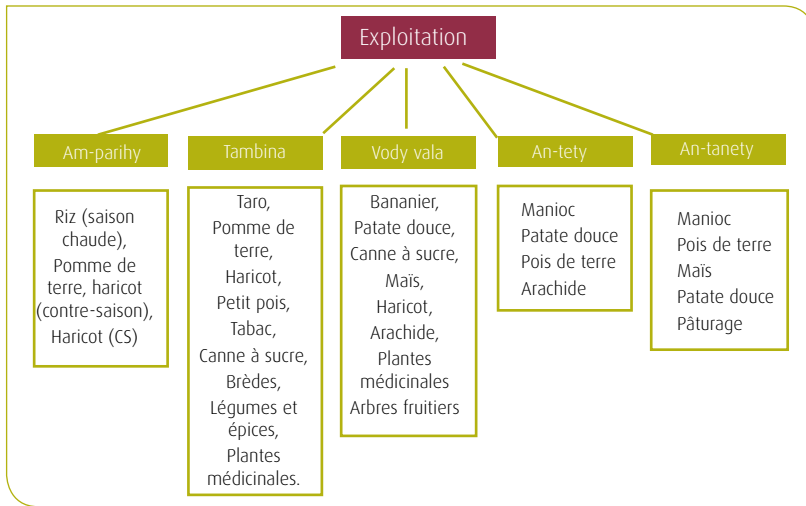 Exploitation
Am-parihy
Riz (saison
chaude),
Pomme de
terre, haricot
(contre-saison),
Haricot (CS)
Tambina
Taro,
Pomme de
terre,
Haricot,
Petit pois,
Tabac,
Canne à sucre,
Brèdes,
Légumes et
épices,
Plantes
médicinales.
Vody vala
Bananier,
Patate douce,
Canne à sucre,
Maïs,
Haricot,
Arachide,
Plantes
médicinales
Arbres fruitiers
An-tety
Manioc
Patate douce
Pois de terre
Arachide
An-tanety
Manioc
Pois de terre
Maïs
Patate douce
Pâturage